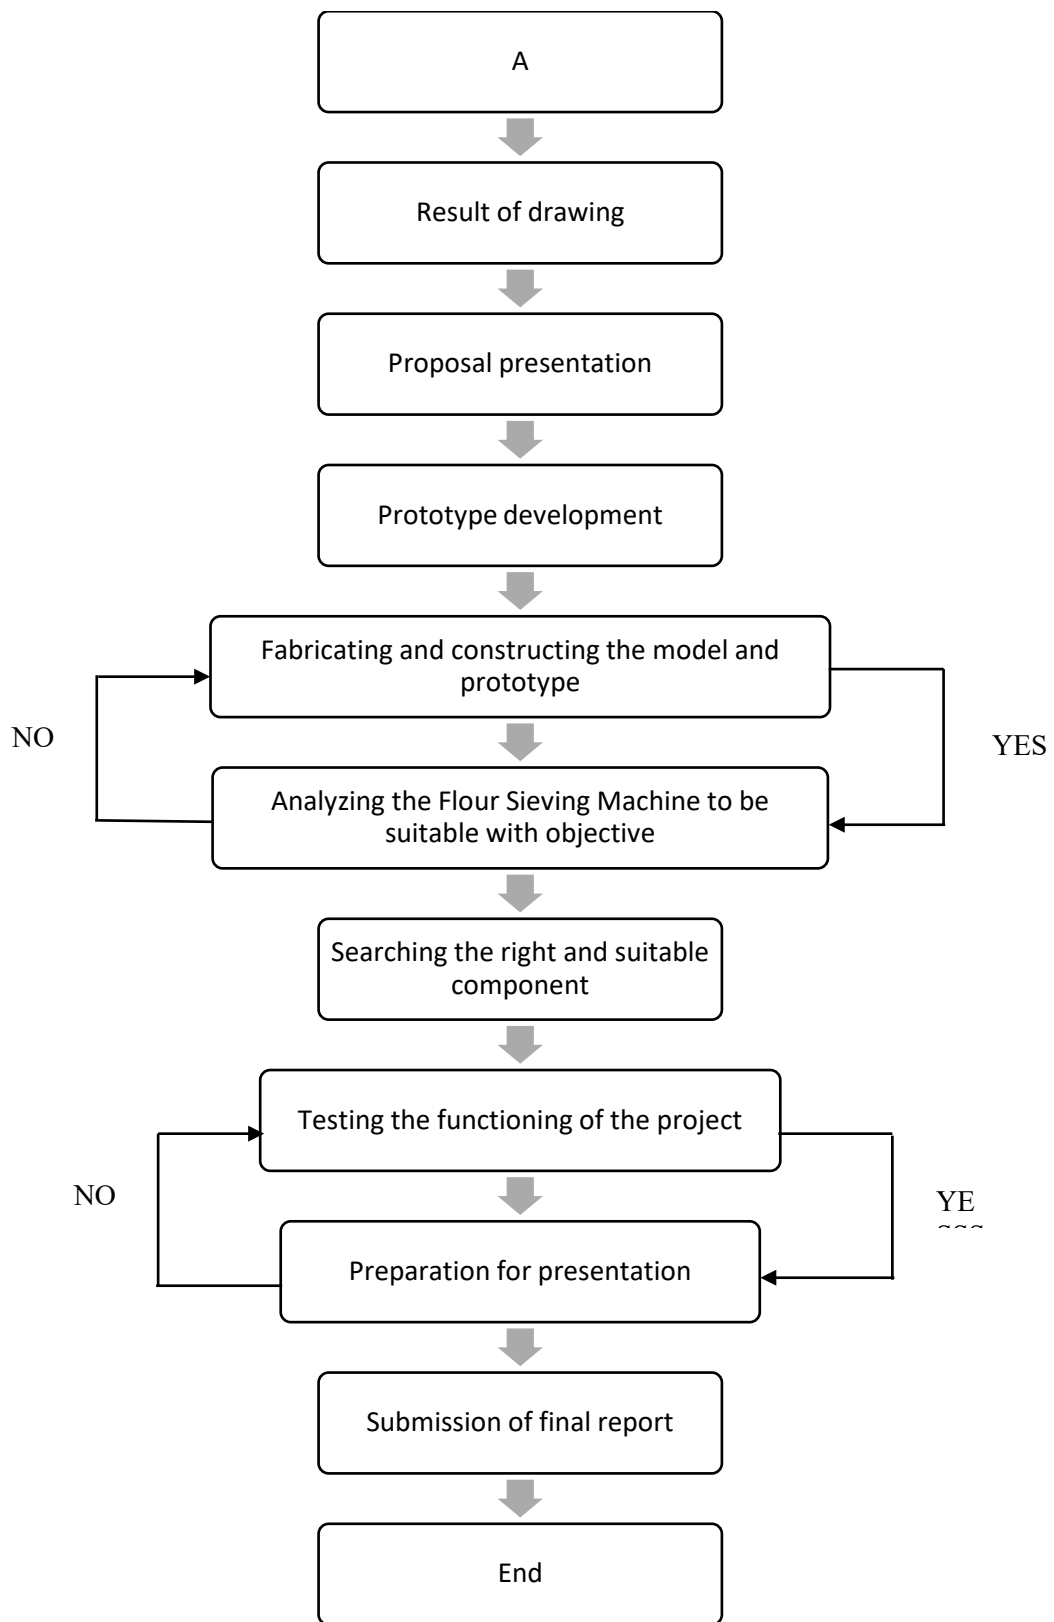 A
Result of drawing
Proposal presentation
Prototype development
Fabricating and constructing the model and
prototype
NO
YES
Analyzing the Flour Sieving Machine to be
suitable with objective
Searching the right and suitable
component
Testing the functioning of the project
NO
YE
Preparation for presentation
Submission of final report
End